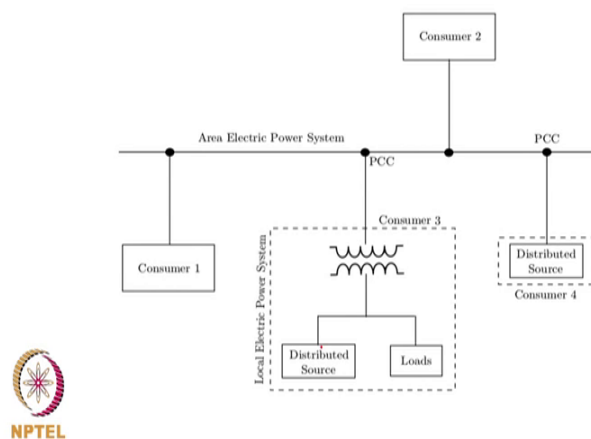 Consumer 2
Area Electric Power System
PCC
PCC
Consumer 3
Consumer 1
Local Electric Power System
Distributed
Source
Consumer 4
Distributed
Source
Loads
NPTEL